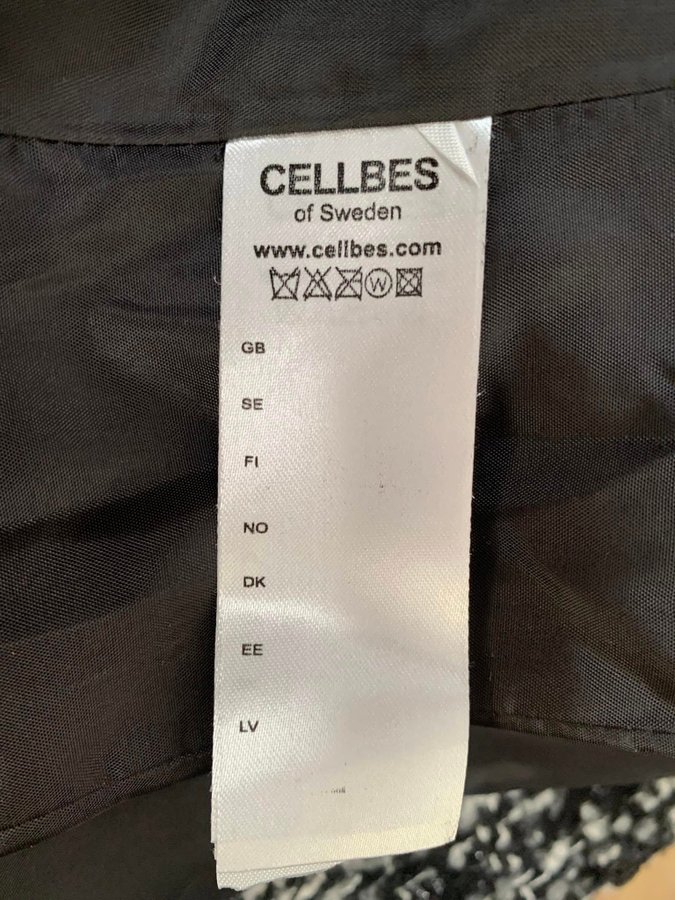 CELLBES
of Sweden
www.cellbes.com
W
GB
SE
FI
NO
DK
EE
LV